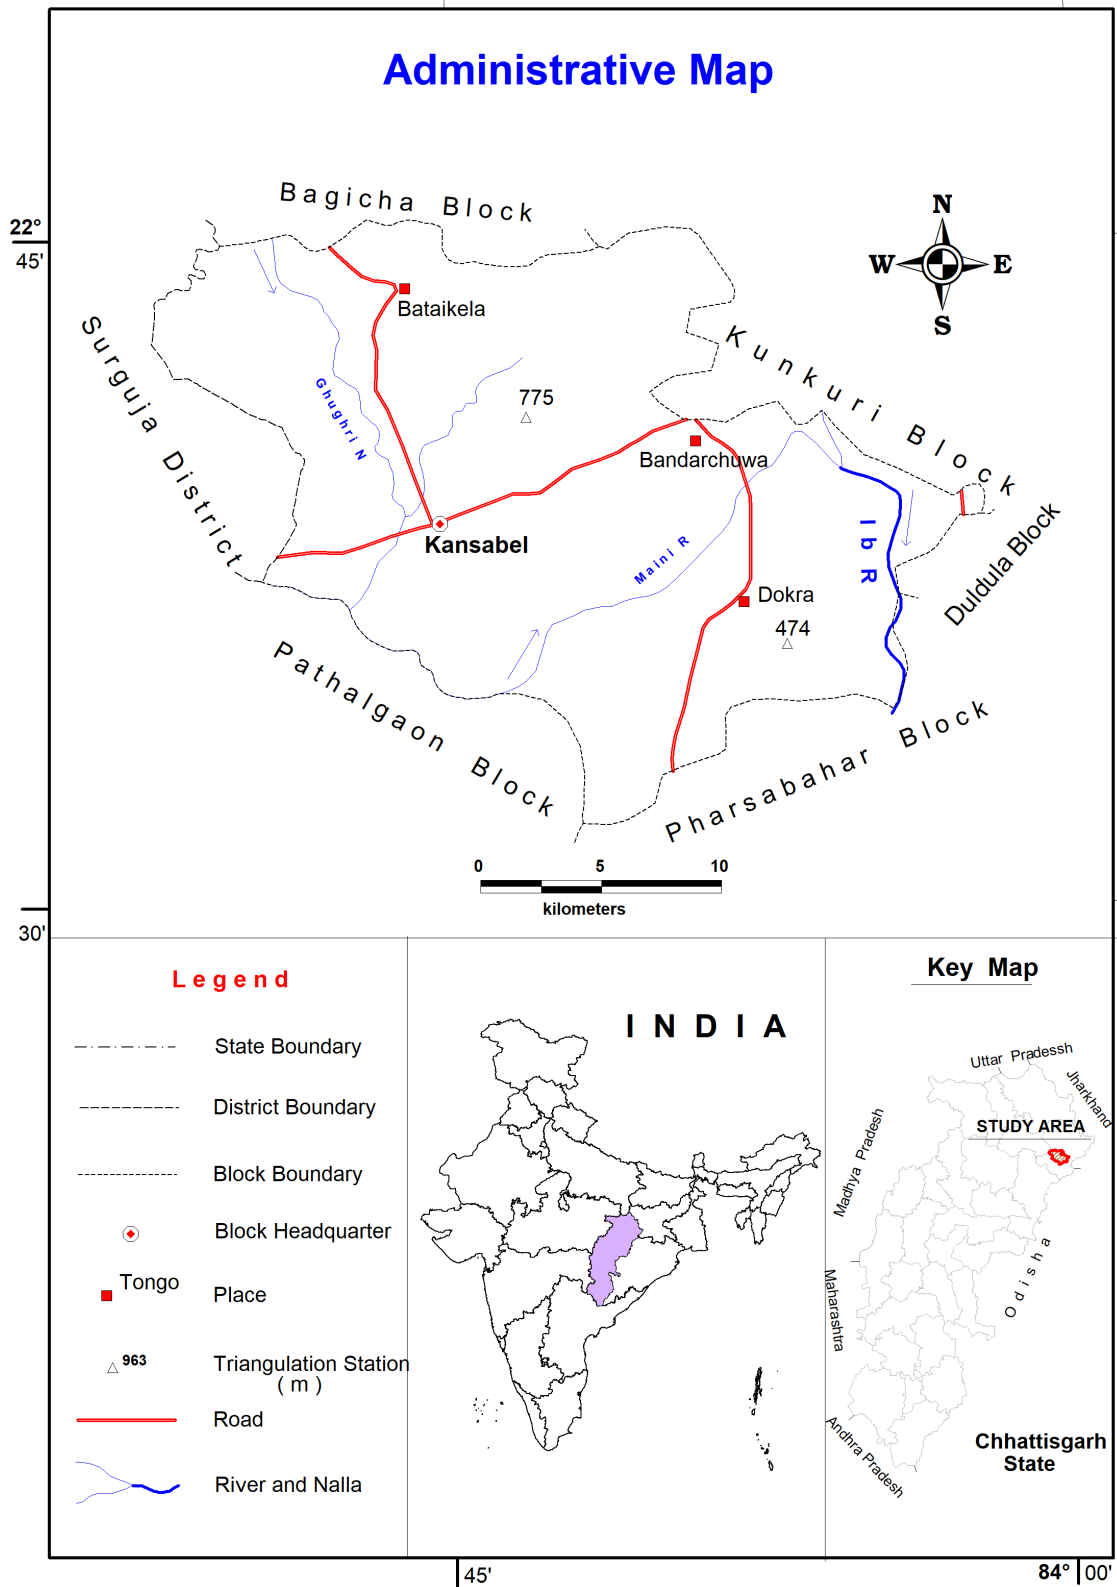 Administrative Map
Bagicha Block
N
W E
S
22°
45'
Bataikela
Surguja District
Kunkuri Block
Ghughri N
775
Bandarchuwa
Kansabel
Ib R
Maini R
Duldula Block
Dokra
474
Pathalgaon Block
Pharsabahar Block
0 5 10
kilometers
30'
Legend
State Boundary
District Boundary
Block Boundary
Block Headquarter
Tongo
Place
963
Triangulation Station
( m )
Road
River and Nalla
INDIA
Key Map
Uttar Pradessh
Jharkhand
STUDY AREA
Madhya Pradesh
Odisha
Maharashtra
Andhra Pradesh
Chhattisgarh
State
45'
84° 00'